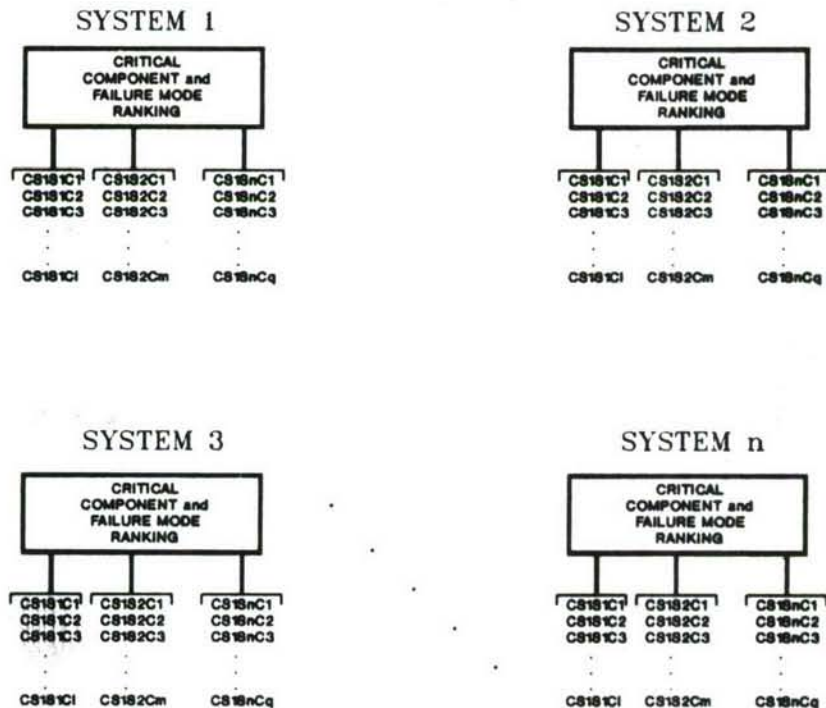 SYSTEM 1
CRITICAL
COMPONENT and
FAILURE MODE
RANKING
CS1S1C1 CS1S2C1 CS1SnC1
CS1S1C2 CS1S2C2 CS1SnC2
CS1S1C3 CS1S2C3 CS1SnC3
CS1S1Cl CS1S2Cm CS1SnCq
SYSTEM 2
CRITICAL
COMPONENT and
FAILURE MODE
RANKING
CS1S1C1 CS1S2C1 CS1SnC1
CS1S1C2 CS1S2C2 CS1SnC2
CS1S1C3 CS1S2C3 CS1SnC3
CS1S1Cl CS1S2Cm CS1SnCq
SYSTEM 3
CRITICAL
COMPONENT and
FAILURE MODE
RANKING
CS1S1C1 CS1S2C1 CS1SnC1
CS1S1C2 CS1S2C2 CS1SnC2
CS1S1C3 CS1S2C3 CS1SnC3
CS1S1Cl CS1S2Cm CS1SnCq
SYSTEM n
CRITICAL
COMPONENT and
FAILURE MODE
RANKING
CS1S1C1 CS1S2C1 CS1SnC1
CS1S1C2 CS1S2C2 CS1SnC2
CS1S1C3 CS1S2C3 CS1SnC3
CS1S1Cl CS1S2Cm CS1SnCq